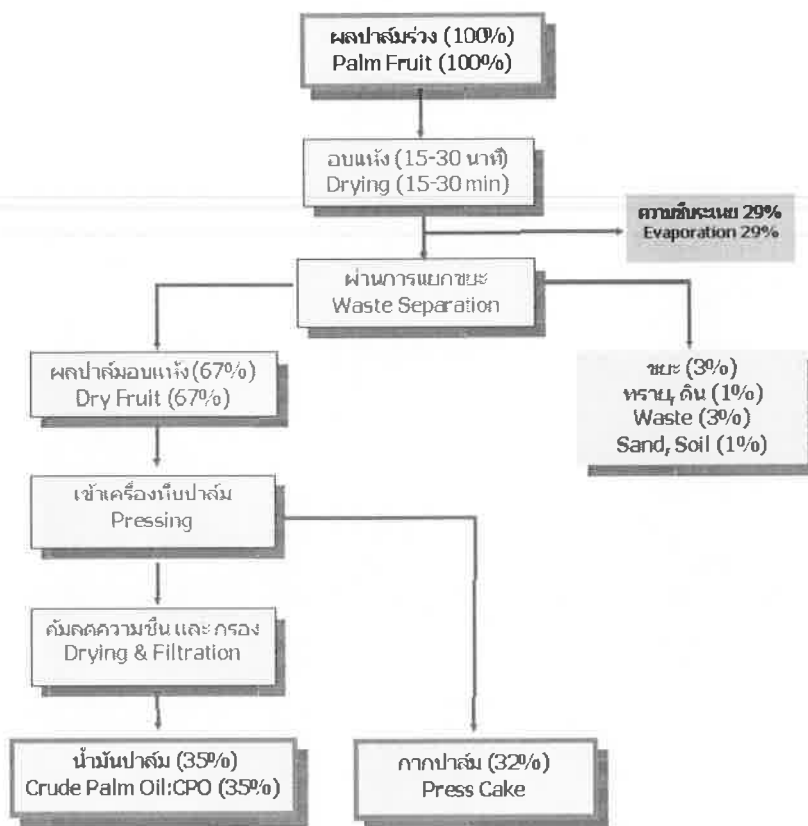 ผลปาล์มร่วง (100%)
Palm Fruit (100%)
อบแห้ง (15-30 นาที)
Drying (15-30 min)
ความชื้นระเหย 29%
Evaporation 29%
ผ่านการแยกขยะ
Waste Separation
ผลปาล์มอบแห้ง (67%)
Dry Fruit (67%)
ขยะ (3%)
ทราย, ดิน (1%)
Waste (3%)
Sand, Soil (1%)
เข้าเครื่องหีบปาล์ม
Pressing
ต้มลดความชื้น และ กรอง
Drying & Filtration
น้ำมันปาล์ม (35%)
Crude Palm Oil:CPO (35%)
กากปาล์ม (32%)
Press Cake